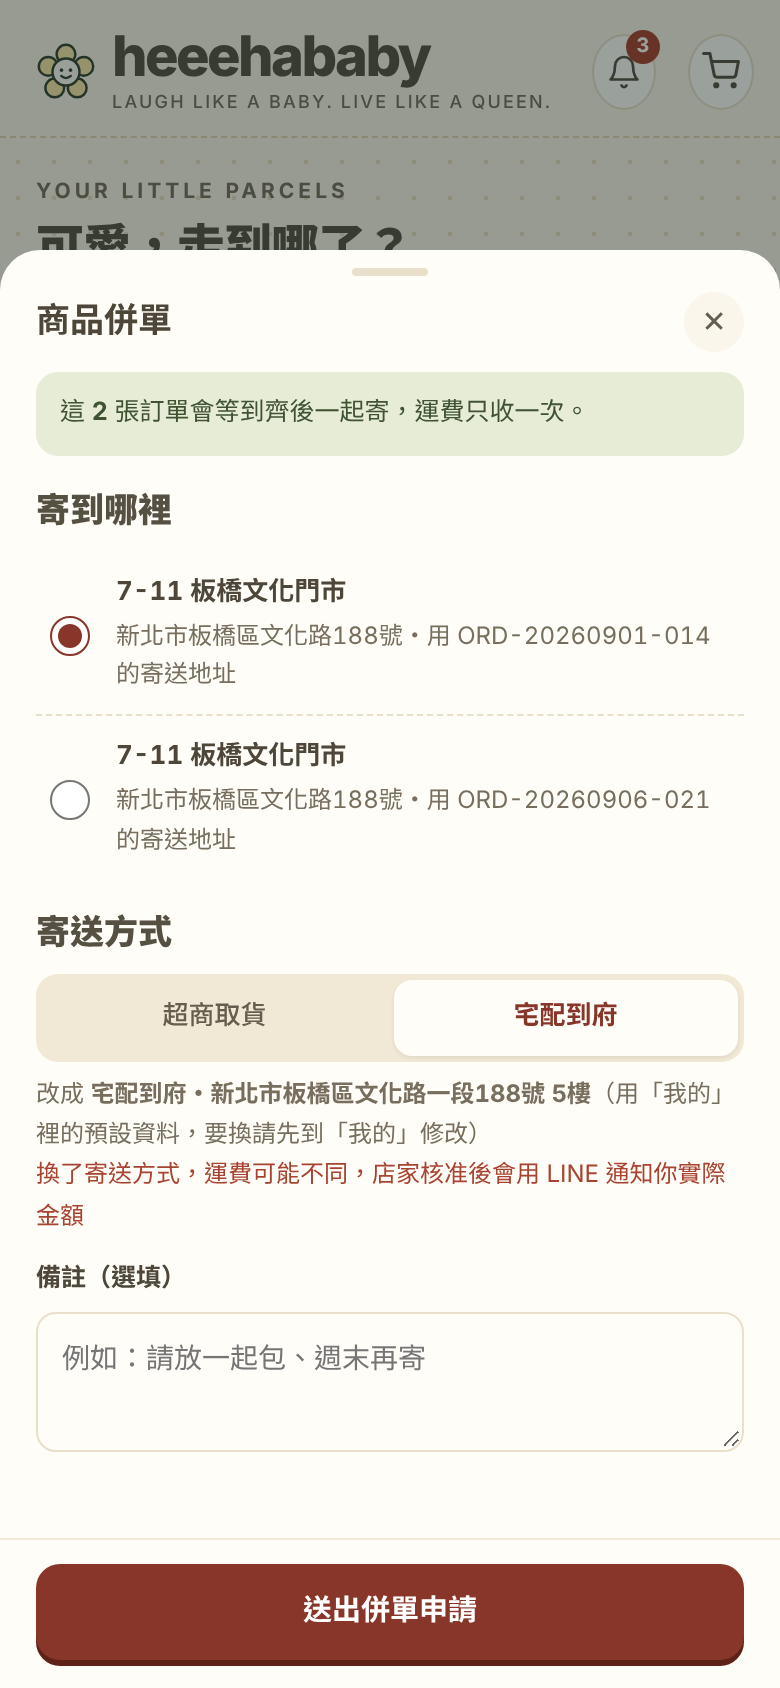 heeehababy
3
LAUGH LIKE A BABY. LIVE LIKE A QUEEN.
YOUR LITTLE PARCELS
可愛，走到哪了？
商品併單
✕
這 2 張訂單會等到齊後一起寄，運費只收一次。
寄到哪裡
7-11 板橋文化門市
新北市板橋區文化路188號・用 ORD-20260901-014
的寄送地址
7-11 板橋文化門市
新北市板橋區文化路188號・用 ORD-20260906-021
的寄送地址
寄送方式
超商取貨
宅配到府
改成 宅配到府・新北市板橋區文化路一段188號 5樓（用「我的」
裡的預設資料，要換請先到「我的」修改）
換了寄送方式，運費可能不同，店家核准後會用 LINE 通知你實際
金額
備註（選填）
例如：請放一起包、週末再寄
送出併單申請